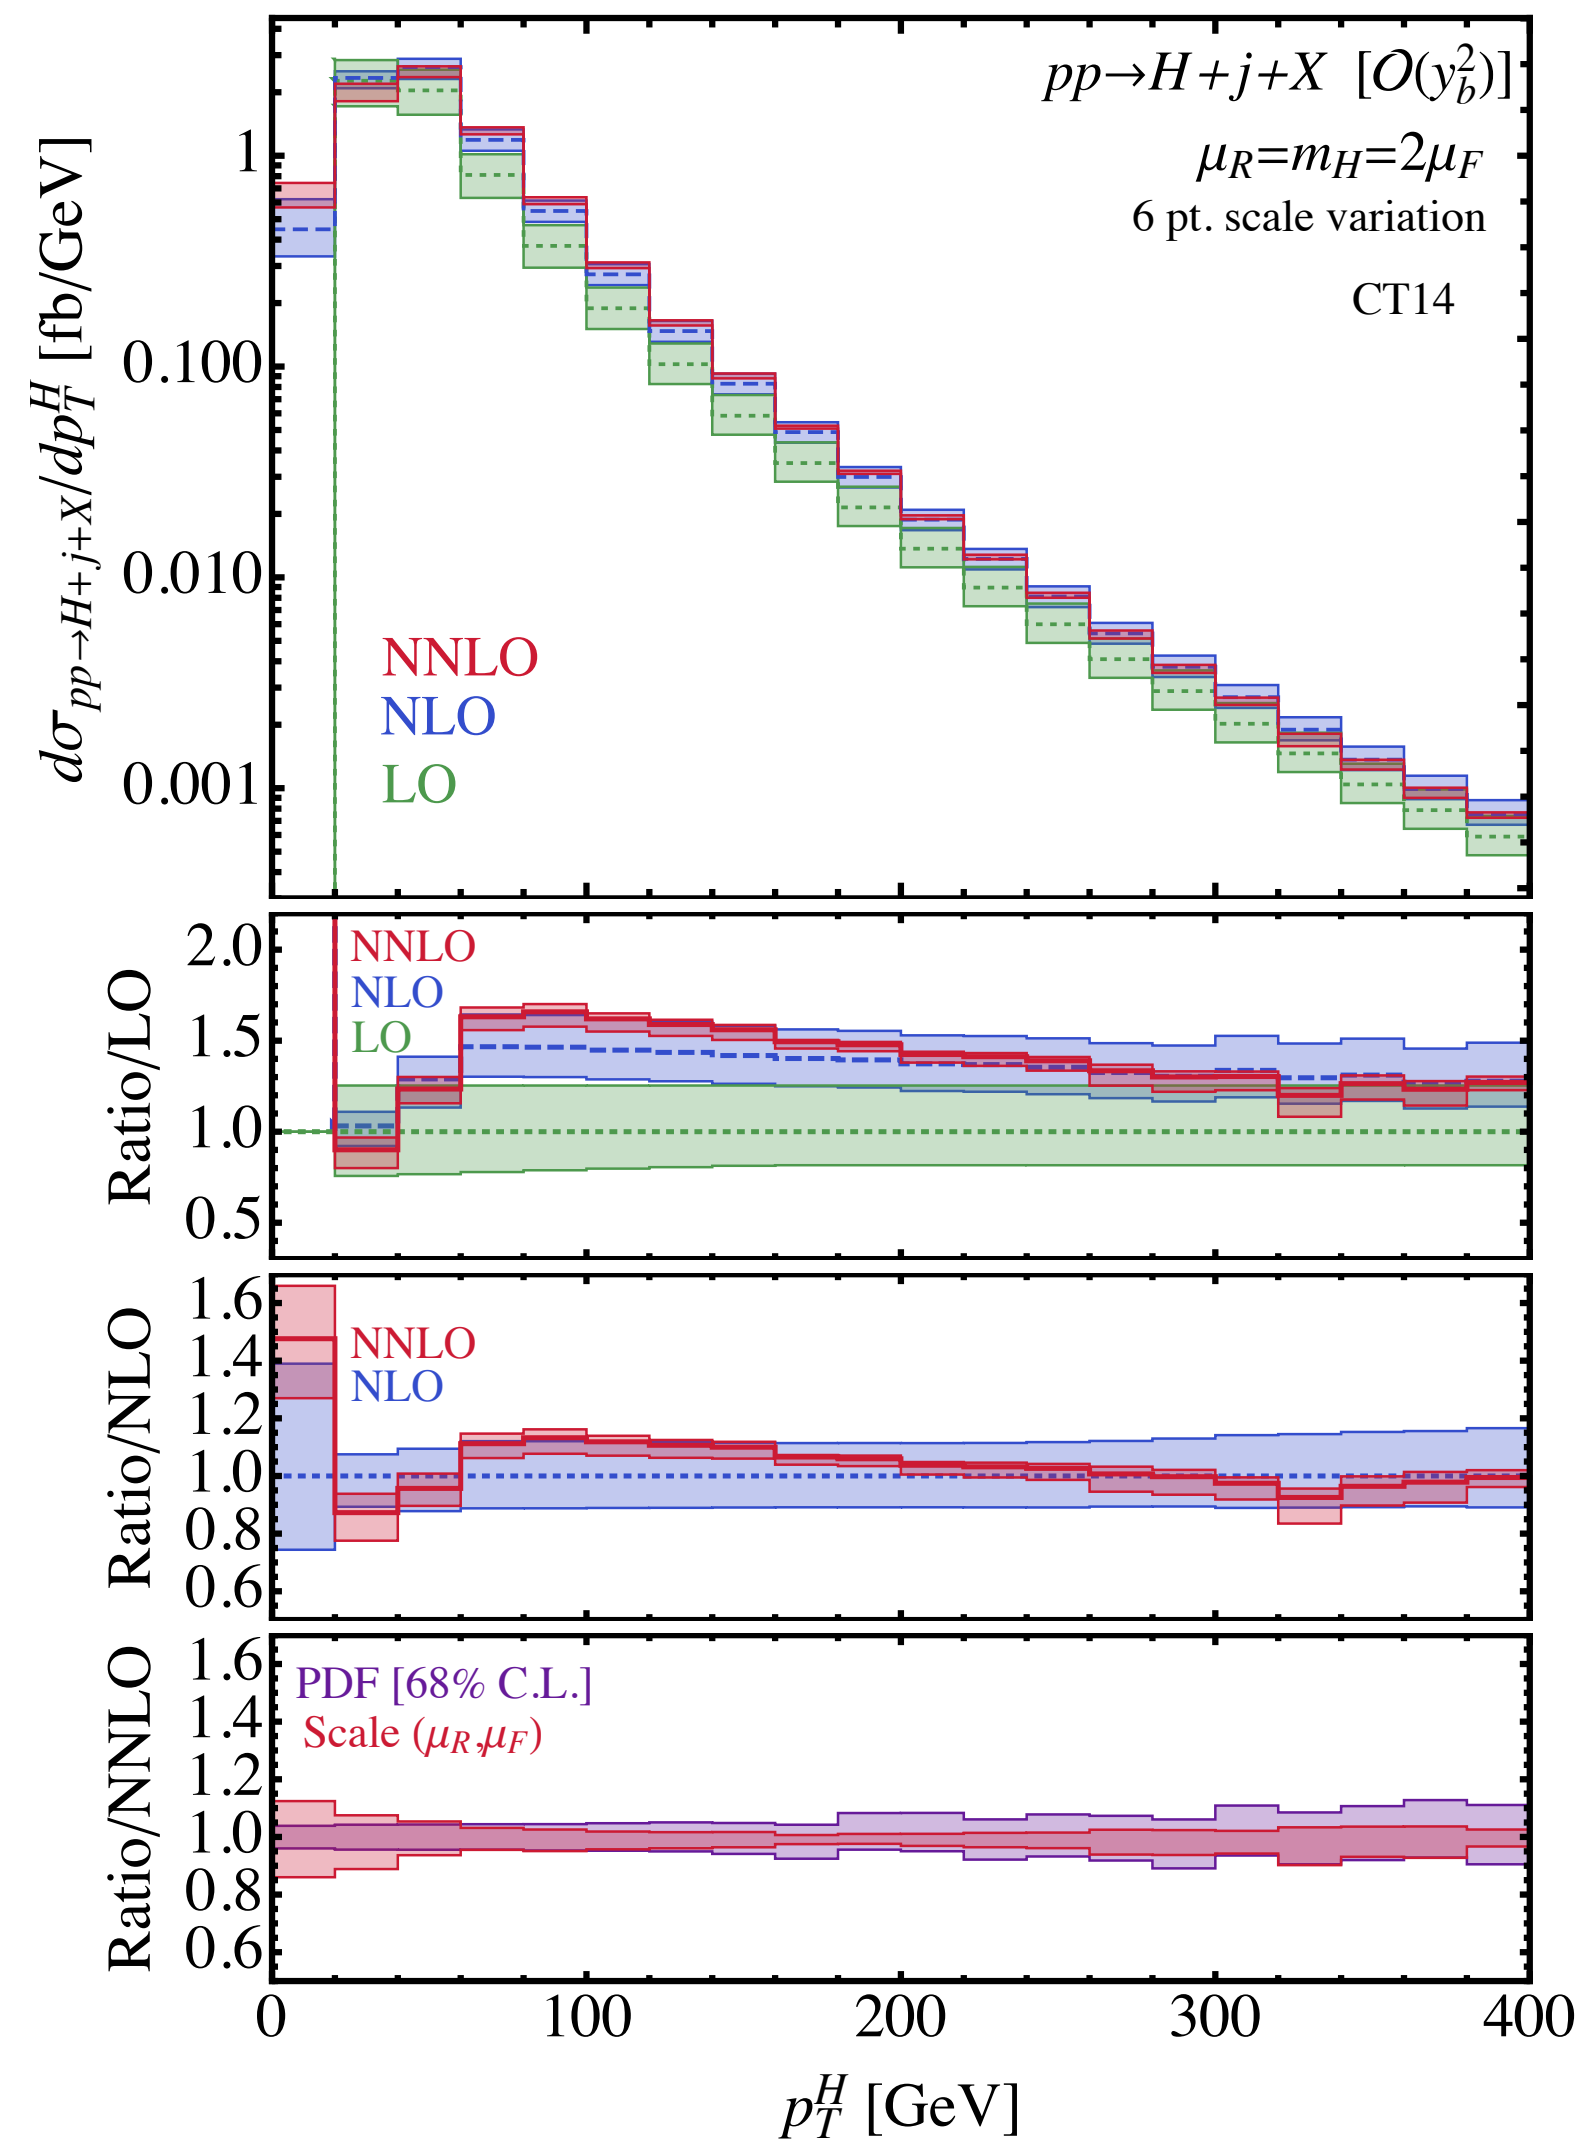 pp→H+j+X [O(y_b^2)]
μ_R=m_H=2μ_F
6 pt. scale variation
CT14
dσ_{pp→H+j+X}/dp_T^H [fb/GeV]
1
0.100
0.010
0.001
NNLO
NLO
LO
Ratio/LO
2.0
1.5
1.0
0.5
NNLO
NLO
LO
Ratio/NLO
1.6
1.4
1.2
1.0
0.8
0.6
NNLO
NLO
Ratio/NNLO
1.6
1.4
1.2
1.0
0.8
0.6
PDF [68% C.L.]
Scale (μ_R,μ_F)
0 100 200 300 400
p_T^H [GeV]